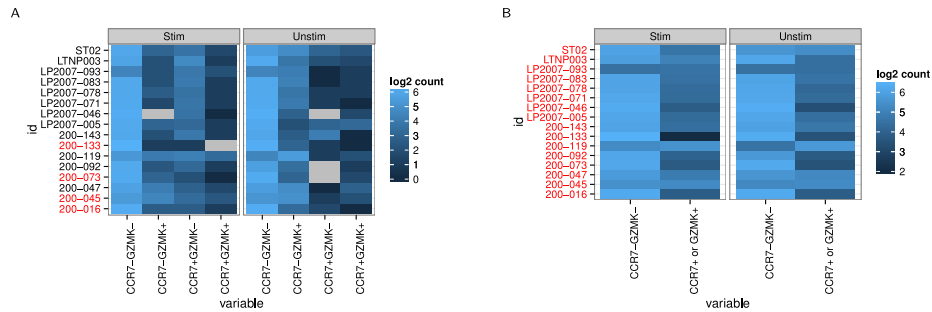 A
Stim
Unstim
id
ST02
LTNP003
LP2007−093
LP2007−083
LP2007−078
LP2007−071
LP2007−046
LP2007−005
200−143
200−133
200−119
200−092
200−073
200−047
200−045
200−016
CCR7−GZMK−
CCR7−GZMK+
CCR7+GZMK−
CCR7+GZMK+
CCR7−GZMK−
CCR7−GZMK+
CCR7+GZMK−
CCR7+GZMK+
variable
log2 count
6
5
4
3
2
1
0
B
Stim
Unstim
id
ST02
LTNP003
LP2007−093
LP2007−083
LP2007−078
LP2007−071
LP2007−046
LP2007−005
200−143
200−133
200−119
200−092
200−073
200−047
200−045
200−016
CCR7−GZMK−
CCR7+ or GZMK+
CCR7−GZMK−
CCR7+ or GZMK+
variable
log2 count
6
5
4
3
2